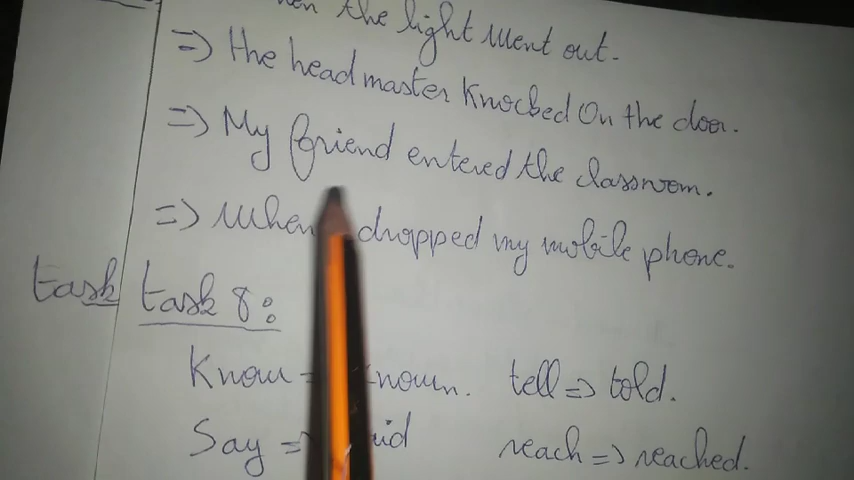 the light went out.
=> the headmaster knocked on the door.
=> My friend entered the classroom.
=> When dropped my mobile phone.
task task 8:
Know = nown. tell => told.
Say => reach => reached.